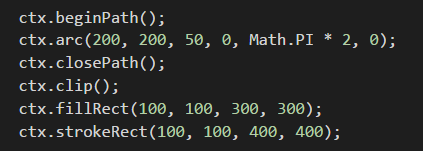 ctx.beginPath();
ctx.arc(200, 200, 50, 0, Math.PI * 2, 0);
ctx.closePath();
ctx.clip();
ctx.fillRect(100, 100, 300, 300);
ctx.strokeRect(100, 100, 400, 400);